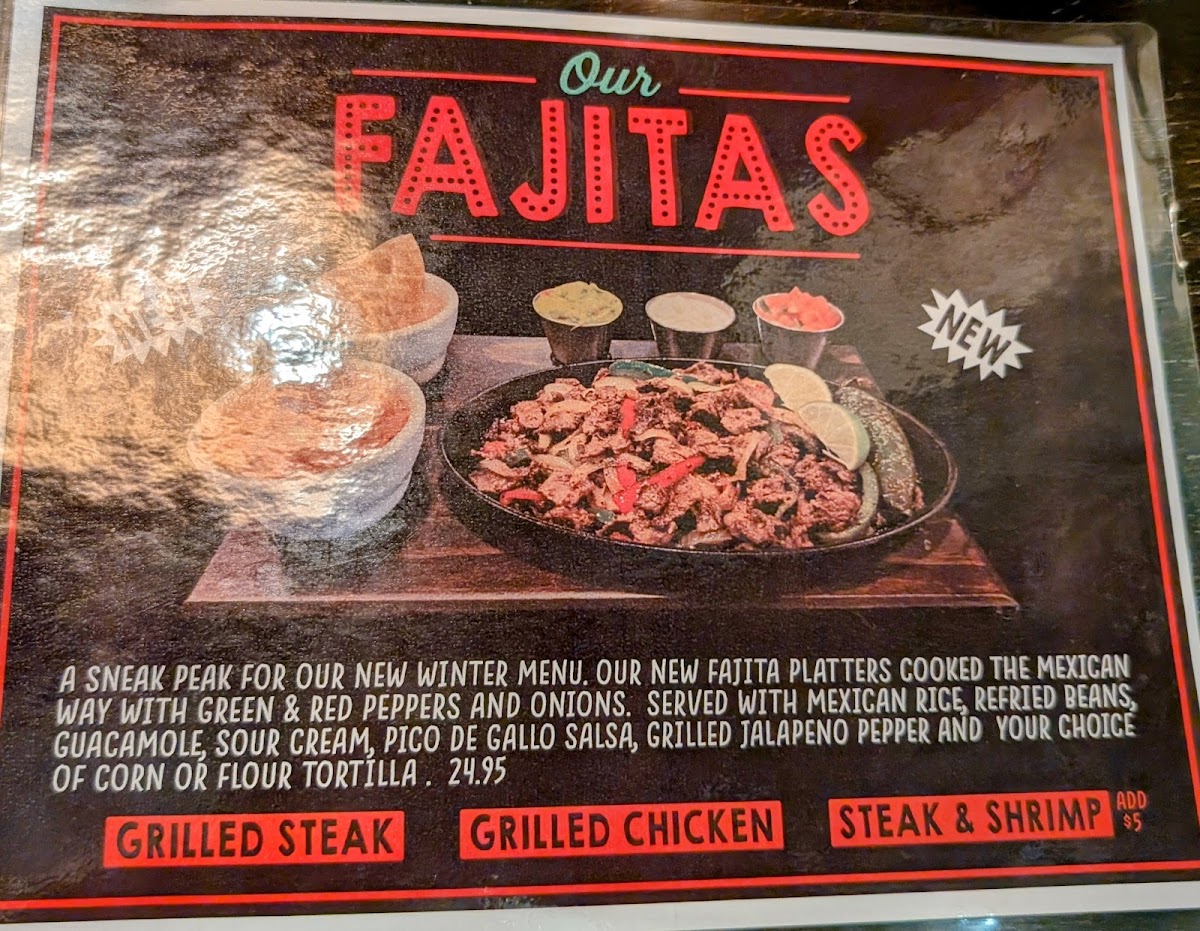 Our
FAJITAS
NEW
A SNEAK PEAK FOR OUR NEW WINTER MENU. OUR NEW FAJITA PLATTERS COOKED THE MEXICAN
WAY WITH GREEN & RED PEPPERS AND ONIONS. SERVED WITH MEXICAN RICE, REFRIED BEANS,
GUACAMOLE, SOUR CREAM, PICO DE GALLO SALSA, GRILLED JALAPENO PEPPER AND YOUR CHOICE
OF CORN OR FLOUR TORTILLA . 24.95
GRILLED STEAK
GRILLED CHICKEN
STEAK & SHRIMP
ADD
$5